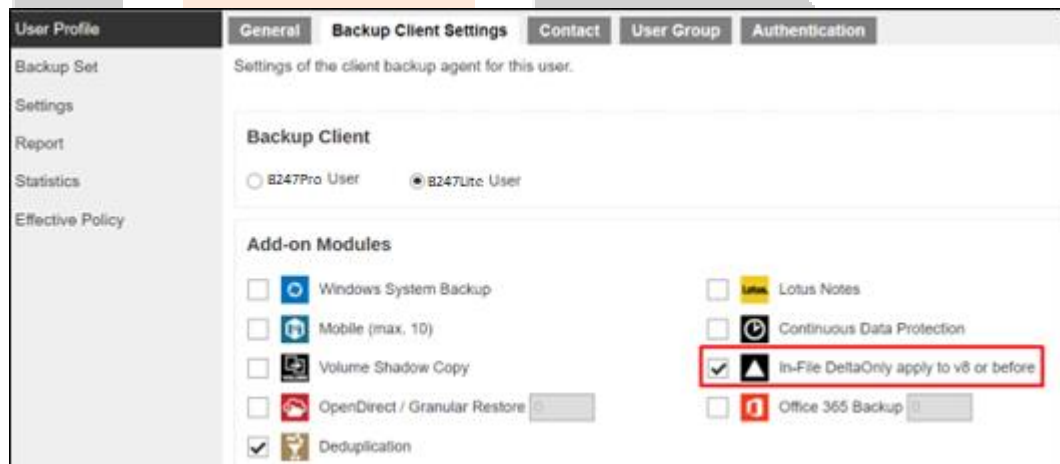 User Profile
General
Backup Client Settings
Contact
User Group
Authentication
Backup Set
Settings
Report
Statistics
Effective Policy
Settings of the client backup agent for this user.
Backup Client
B247Pro User
B247Lite User
Add-on Modules
Windows System Backup
Lotus. Lotus Notes
Mobile (max. 10)
Continuous Data Protection
Volume Shadow Copy
In-File DeltaOnly apply to v8 or before
OpenDirect / Granular Restore 0
Office 365 Backup 0
Deduplication